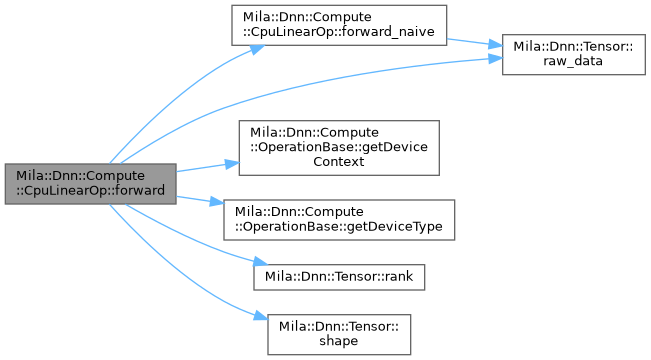 Mila::Dnn::Compute
::CpuLinearOp::forward
Mila::Dnn::Compute
::CpuLinearOp::forward_naive
Mila::Dnn::Tensor::
raw_data
Mila::Dnn::Compute
::OperationBase::getDevice
Context
Mila::Dnn::Compute
::OperationBase::getDeviceType
Mila::Dnn::Tensor::rank
Mila::Dnn::Tensor::
shape